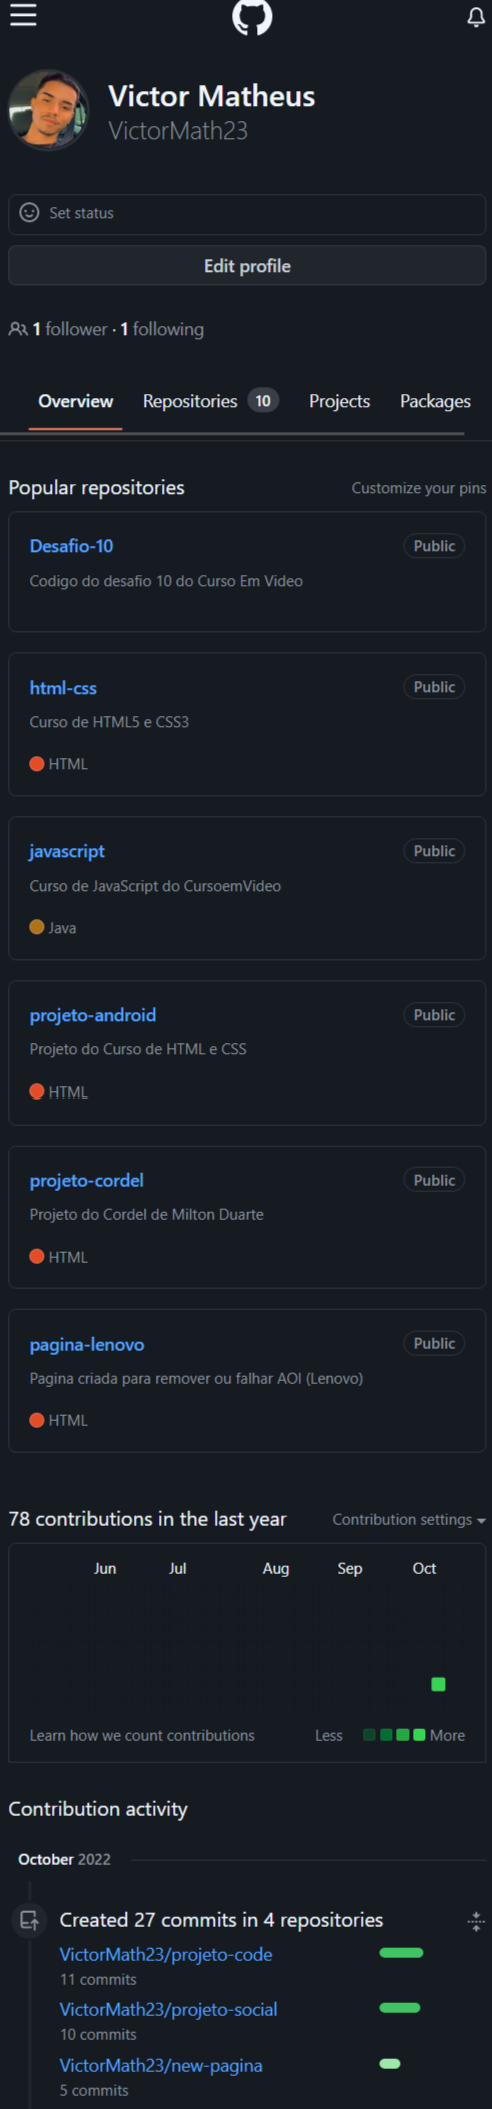 Victor Matheus
VictorMath23
Set status
Edit profile
1 follower · 1 following
Overview Repositories 10 Projects Packages
Popular repositories Customize your pins
Desafio-10 Public
Codigo do desafio 10 do Curso Em Video
html-css Public
Curso de HTML5 e CSS3
HTML
javascript Public
Curso de JavaScript do CursoemVideo
Java
projeto-android Public
Projeto do Curso de HTML e CSS
HTML
projeto-cordel Public
Projeto do Cordel de Milton Duarte
HTML
pagina-lenovo Public
Pagina criada para remover ou falhar AOI (Lenovo)
HTML
78 contributions in the last year Contribution settings
Jun Jul Aug Sep Oct
Learn how we count contributions Less More
Contribution activity
October 2022
Created 27 commits in 4 repositories
VictorMath23/projeto-code
11 commits
VictorMath23/projeto-social
10 commits
VictorMath23/new-pagina
5 commits